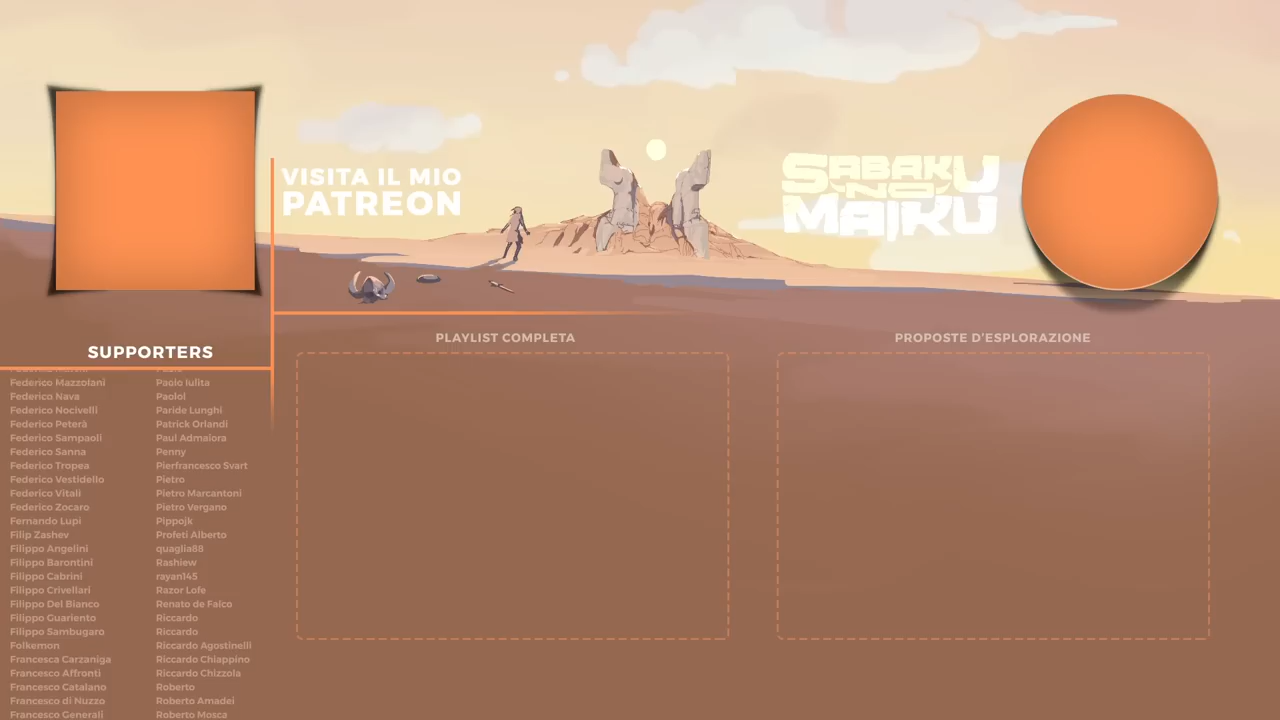 VISITA IL MIO
PATREON
SABAKU
NO
MAIKU
SUPPORTERS
PLAYLIST COMPLETA
PROPOSTE D'ESPLORAZIONE
Federico Mazzolani
Federico Nava
Federico Nocivelli
Federico Peterà
Federico Sampaoli
Federico Sanna
Federico Tropea
Federico Vestidello
Federico Vitali
Federico Zocaro
Fernando Lupi
Filip Zashev
Filippo Angelini
Filippo Barontini
Filippo Cabrini
Filippo Crivellari
Filippo Del Bianco
Filippo Guariento
Filippo Sambugaro
Folkemon
Francesca Carzaniga
Francesco Affronti
Francesco Catalano
Francesco di Nuzzo
Francesco Generali
Paolo Iulita
Paolol
Paride Lunghi
Patrick Orlandi
Paul Admaiora
Penny
Pierfrancesco Svart
Pietro
Pietro Marcantoni
Pietro Vergano
Pippojk
Profeti Alberto
quaglia88
Rashiew
rayan145
Razor Lofe
Renato de Falco
Riccardo
Riccardo
Riccardo Agostinelli
Riccardo Chiappino
Riccardo Chizzola
Roberto
Roberto Amadei
Roberto Mosca